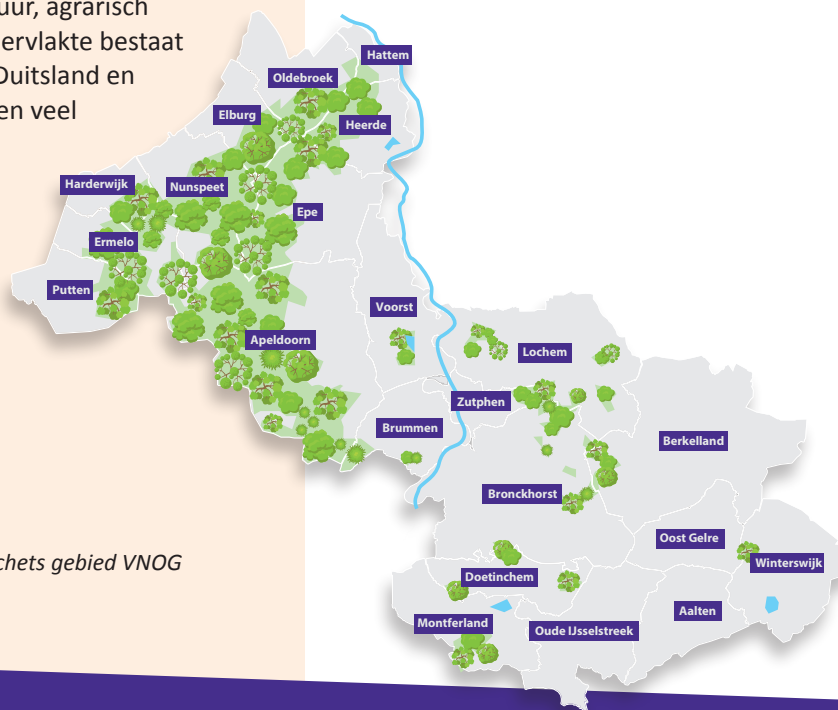 uur, agrarisch
ervlakte bestaat
Duitsland en
en veel
Hattem
Oldebroek
Elburg
Heerde
Harderwijk
Nunspeet
Epe
Ermelo
Putten
Voorst
Apeldoorn
Lochem
Zutphen
Brummen
Berkelland
Bronckhorst
Oost Gelre
chets gebied VNOG
Winterswijk
Doetinchem
Aalten
Montferland
Oude IJsselstreek